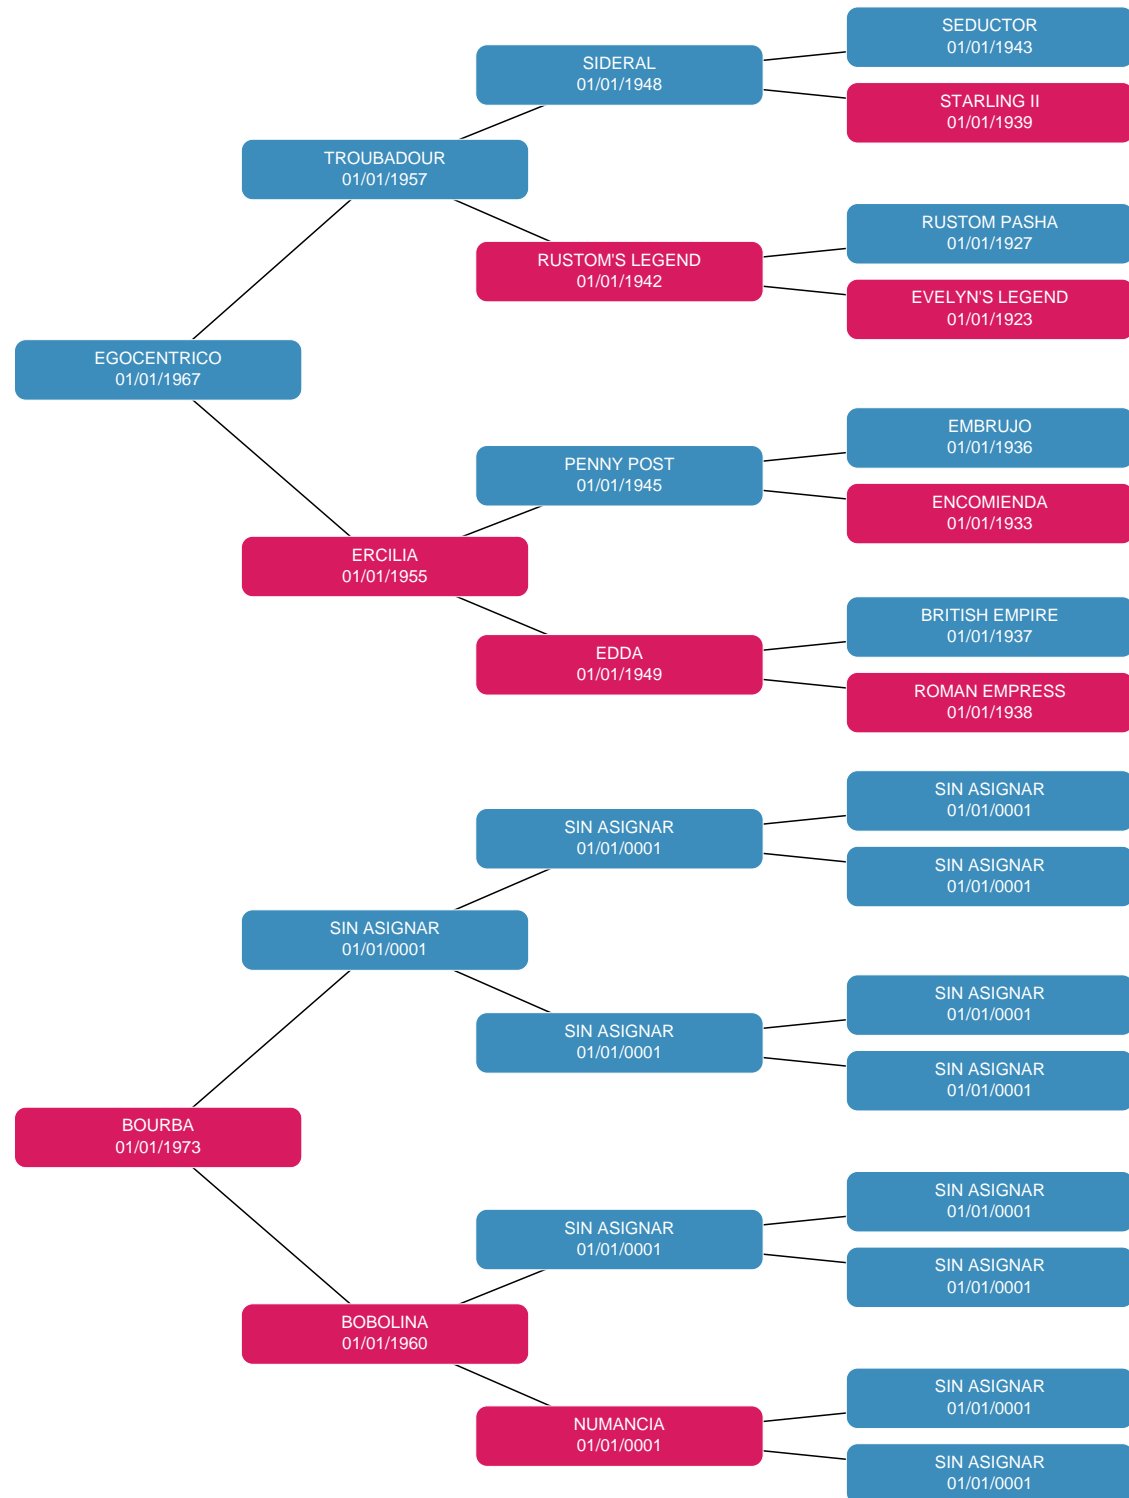 SEDUCTOR
01/01/1943
SIDERAL
01/01/1948
STARLING II
01/01/1939
TROUBADOUR
01/01/1957
RUSTOM PASHA
01/01/1927
RUSTOM'S LEGEND
01/01/1942
EVELYN'S LEGEND
01/01/1923
EGOCENTRICO
01/01/1967
EMBRUJO
01/01/1936
PENNY POST
01/01/1945
ENCOMIENDA
01/01/1933
ERCILIA
01/01/1955
BRITISH EMPIRE
01/01/1937
EDDA
01/01/1949
ROMAN EMPRESS
01/01/1938
SIN ASIGNAR
01/01/0001
SIN ASIGNAR
01/01/0001
SIN ASIGNAR
01/01/0001
SIN ASIGNAR
01/01/0001
SIN ASIGNAR
01/01/0001
SIN ASIGNAR
01/01/0001
SIN ASIGNAR
01/01/0001
BOURBA
01/01/1973
SIN ASIGNAR
01/01/0001
SIN ASIGNAR
01/01/0001
SIN ASIGNAR
01/01/0001
BOBOLINA
01/01/1960
SIN ASIGNAR
01/01/0001
NUMANCIA
01/01/0001
SIN ASIGNAR
01/01/0001